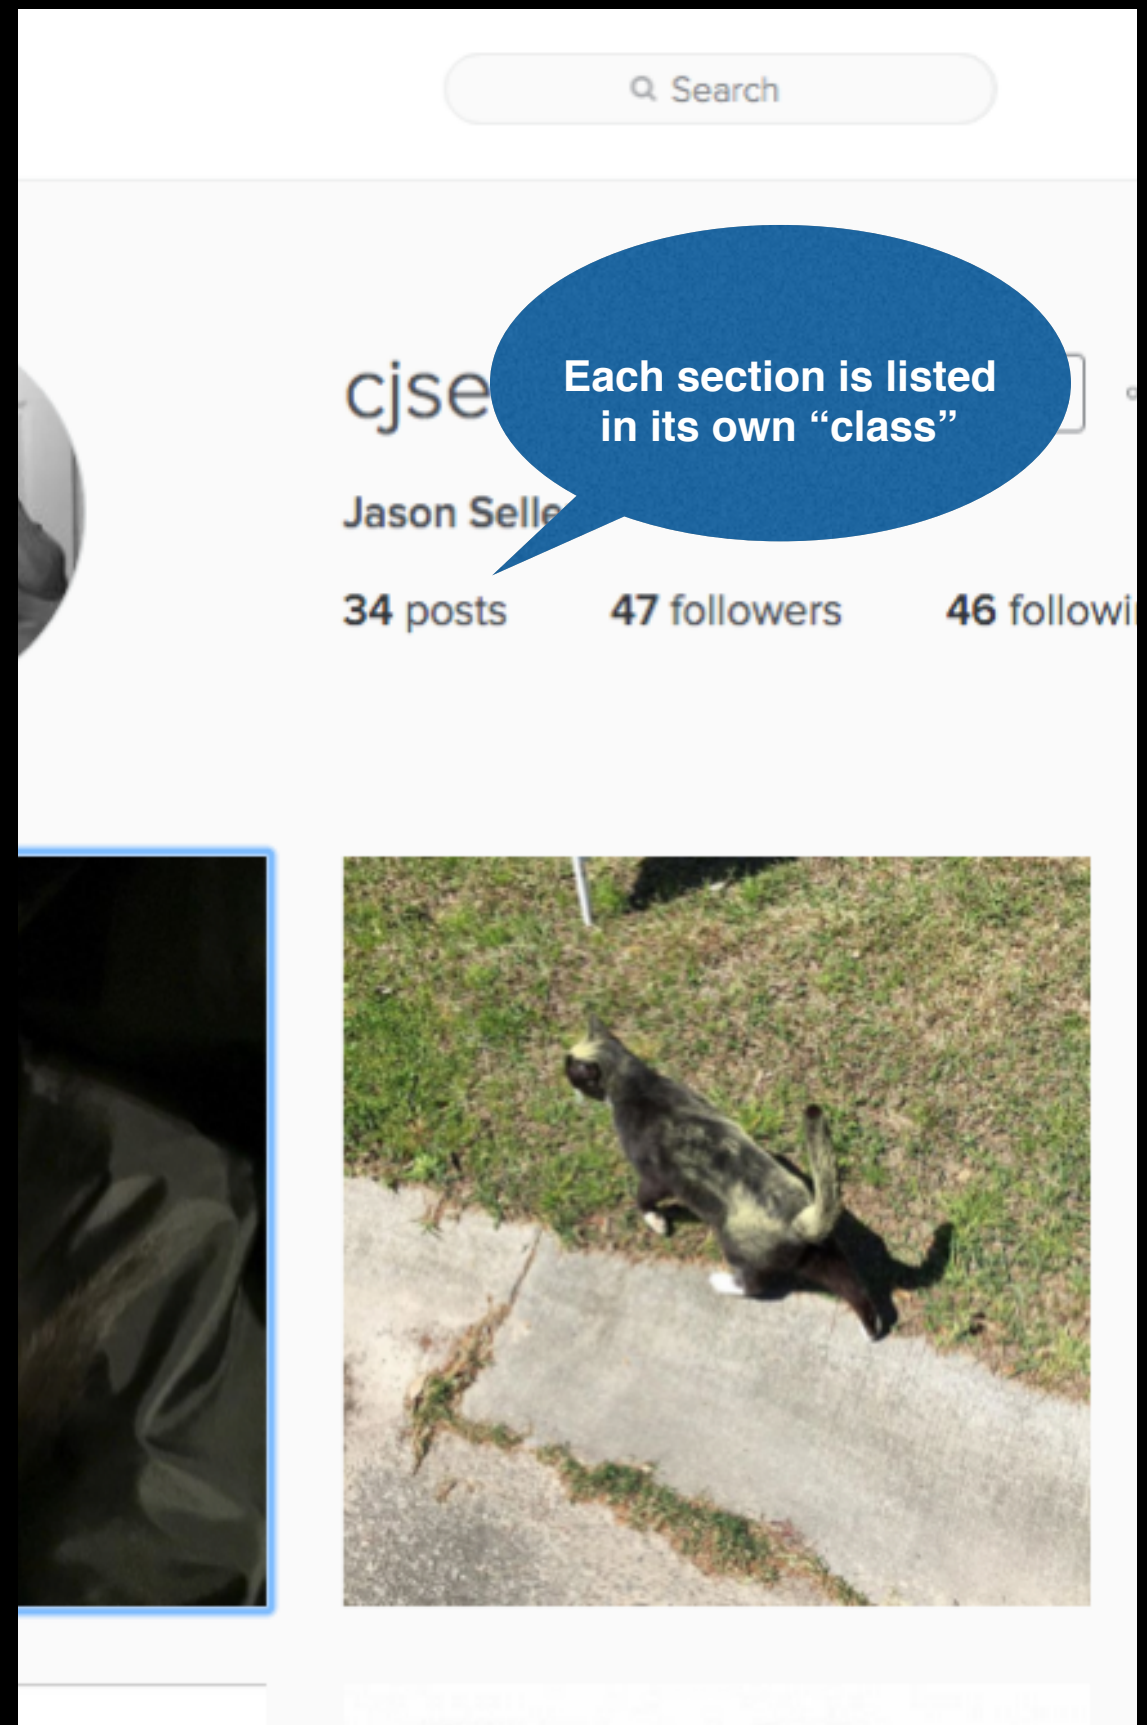 Search
Each section is listed
in its own “class”
cjse
Jason Selle
34 posts 47 followers 46 followi